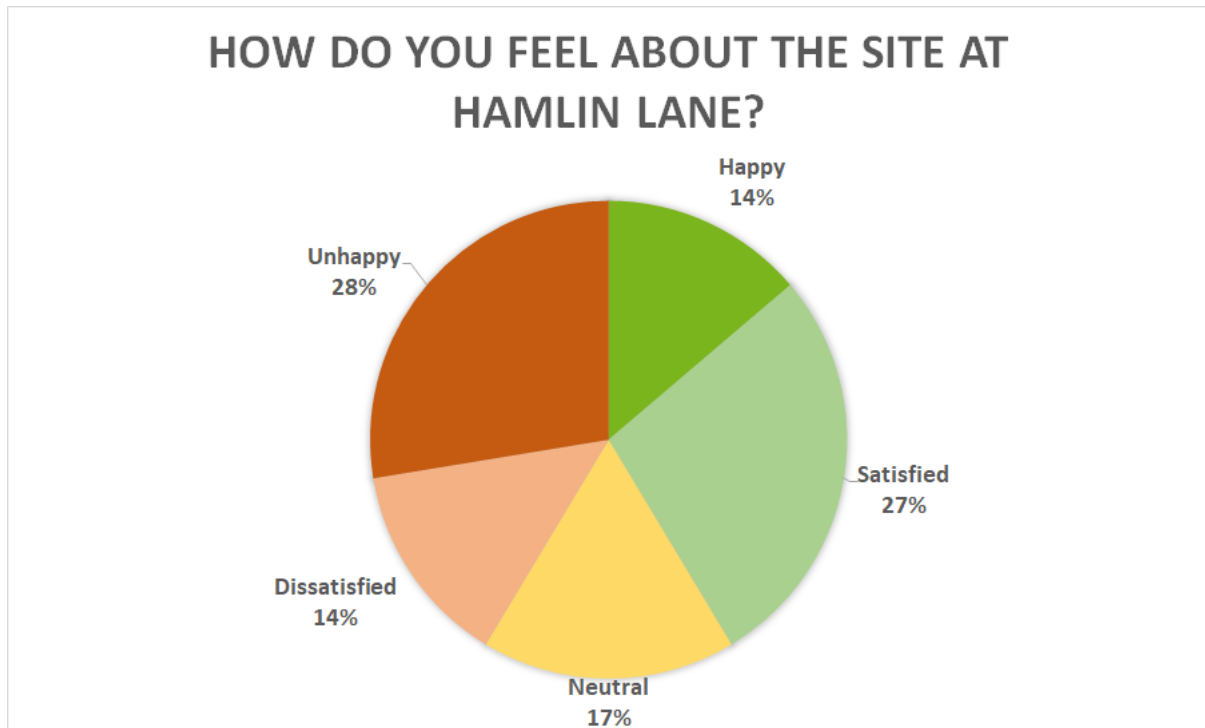 HOW DO YOU FEEL ABOUT THE SITE AT
HAMLIN LANE?
Happy
14%
Unhappy
28%
Satisfied
27%
Dissatisfied
14%
Neutral
17%